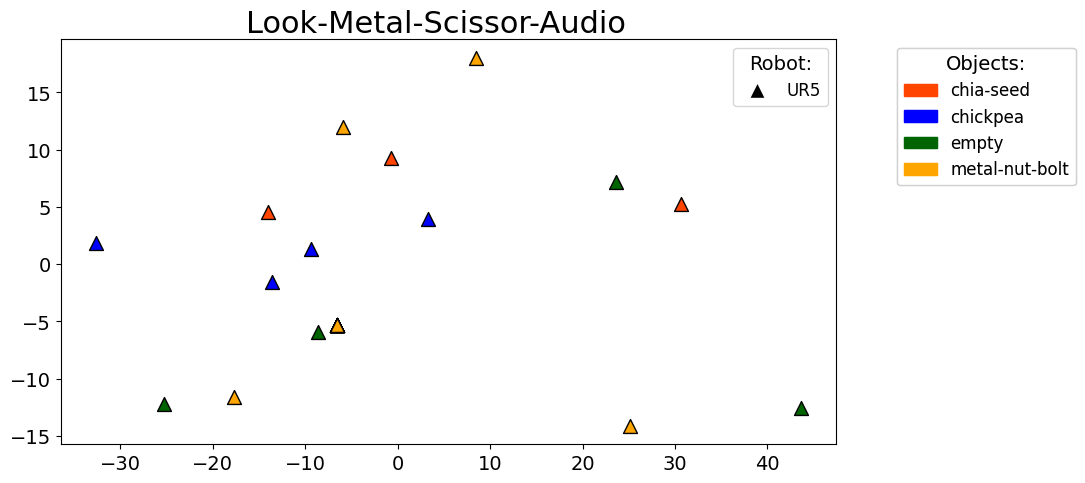 Look-Metal-Scissor-Audio
Robot:
UR5
Objects:
chia-seed
chickpea
empty
metal-nut-bolt
15
10
5
0
−5
−10
−15
−30
−20
−10
0
10
20
30
40